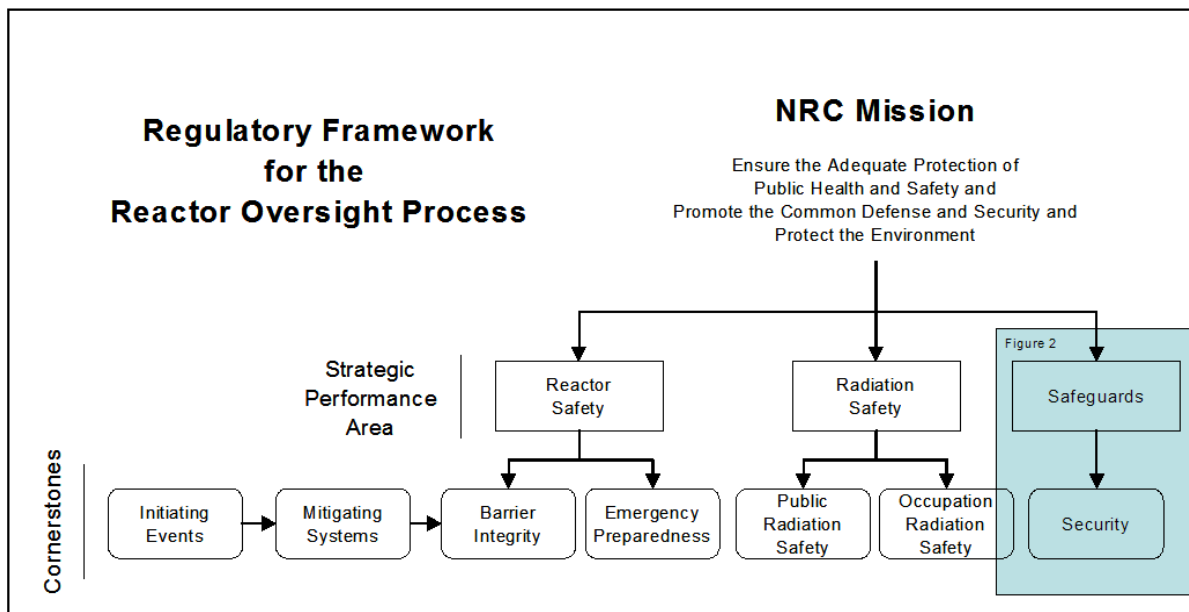 Regulatory Framework
for the
Reactor Oversight Process
NRC Mission
Ensure the Adequate Protection of
Public Health and Safety and
Promote the Common Defense and Security and
Protect the Environment
Figure 2
Strategic
Performance
Area
Reactor
Safety
Radiation
Safety
Safeguards
Cornerstones
Initiating
Events
Mitigating
Systems
Barrier
Integrity
Emergency
Preparedness
Public
Radiation
Safety
Occupation
Radiation
Safety
Security